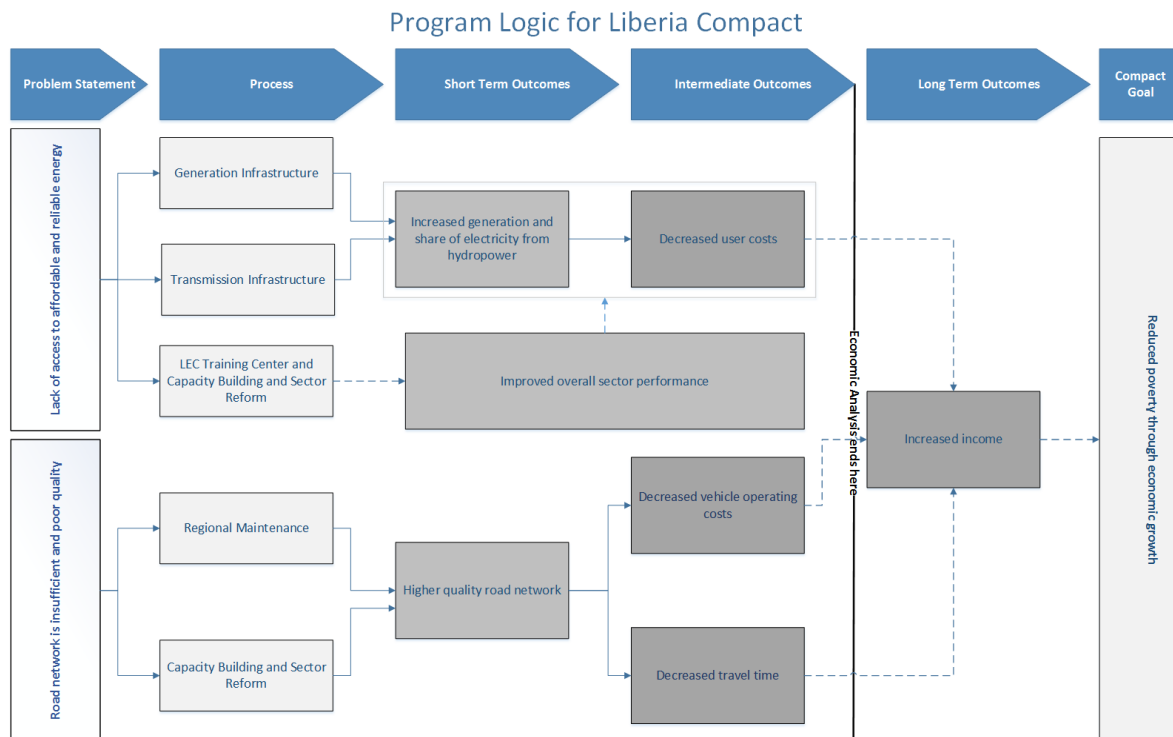 Program Logic for Liberia Compact
Problem Statement
Process
Short Term Outcomes
Intermediate Outcomes
Long Term Outcomes
Compact
Goal
Lack of access to affordable and reliable energy
Generation Infrastructure
Transmission Infrastructure
LEC Training Center and
Capacity Building and Sector
Reform
Increased generation and
share of electricity from
hydropower
Decreased user costs
Improved overall sector performance
Economic Analysis ends here
Increased income
Reduced poverty through economic growth
Road network is insufficient and poor quality
Regional Maintenance
Capacity Building and Sector
Reform
Higher quality road network
Decreased vehicle operating
costs
Decreased travel time